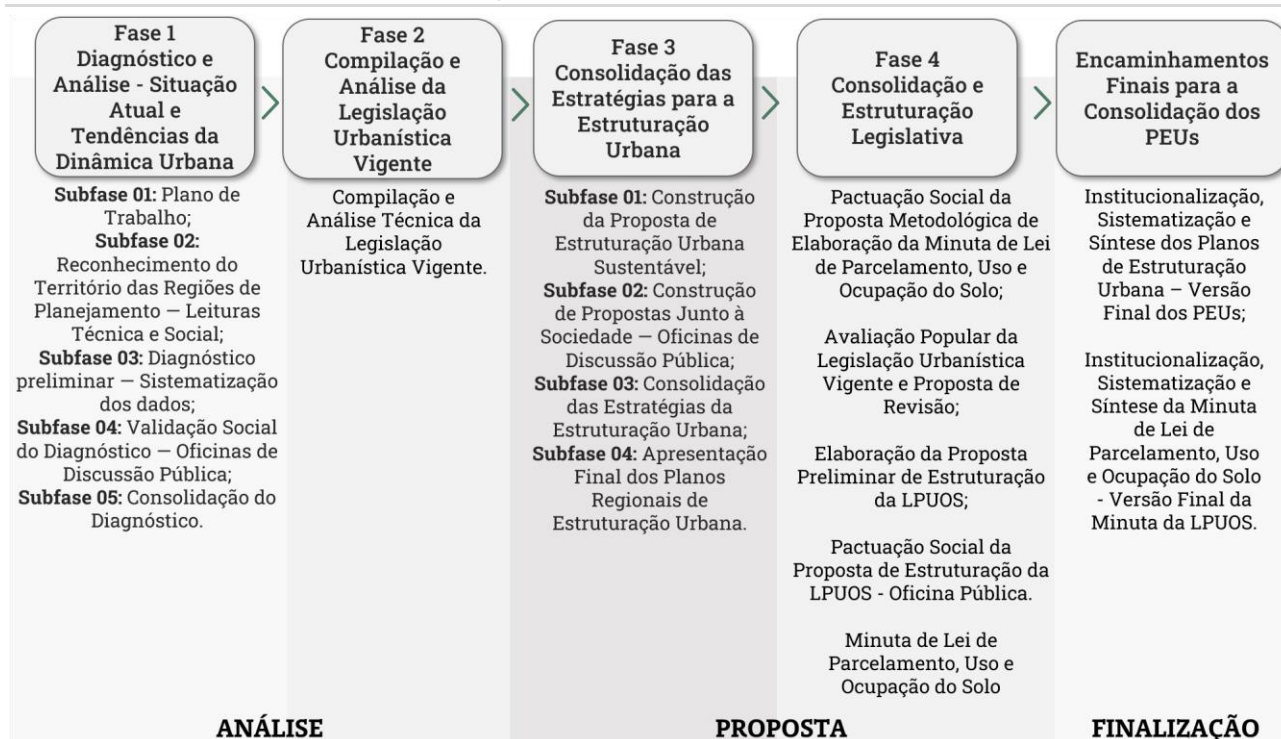 Fase 1
Diagnóstico e
Análise - Situação
Atual e
Tendências da
Dinâmica Urbana
Subfase 01: Plano de
Trabalho;
Subfase 02:
Reconhecimento do
Território das Regiões de
Planejamento — Leituras
Técnica e Social;
Subfase 03: Diagnóstico
preliminar — Sistematização
dos dados;
Subfase 04: Validação Social
do Diagnóstico — Oficinas de
Discussão Pública;
Subfase 05: Consolidação do
Diagnóstico.
Fase 2
Compilação e
Análise da
Legislação
Urbanística
Vigente
Compilação e
Análise Técnica da
Legislação
Urbanística Vigente.
Fase 3
Consolidação das
Estratégias para a
Estruturação
Urbana
Subfase 01: Construção
da Proposta de
Estruturação Urbana
Sustentável;
Subfase 02: Construção
de Propostas Junto à
Sociedade — Oficinas de
Discussão Pública;
Subfase 03: Consolidação
das Estratégias da
Estruturação Urbana;
Subfase 04: Apresentação
Final dos Planos
Regionais de
Estruturação Urbana.
Fase 4
Consolidação e
Estruturação
Legislativa
Pactuação Social da
Proposta Metodológica de
Elaboração da Minuta de Lei
de Parcelamento, Uso e
Ocupação do Solo;
Avaliação Popular da
Legislação Urbanística
Vigente e Proposta de
Revisão;
Elaboração da Proposta
Preliminar de Estruturação
da LPUOS;
Pactuação Social da
Proposta de Estruturação da
LPUOS - Oficina Pública.
Minuta de Lei de
Parcelamento, Uso e
Ocupação do Solo
Encaminhamentos
Finais para a
Consolidação dos
PEUs
Institucionalização,
Sistematização e
Síntese dos Planos
de Estruturação
Urbana – Versão
Final dos PEUs;
Institucionalização,
Sistematização e
Síntese da Minuta
de Lei de
Parcelamento, Uso
e Ocupação do Solo
- Versão Final da
Minuta da LPUOS.
ANÁLISE
PROPOSTA
FINALIZAÇÃO